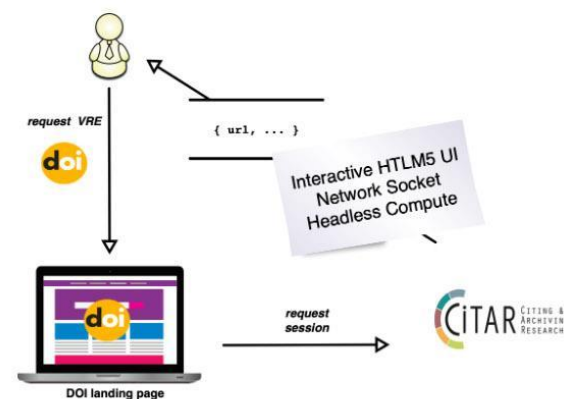 request VRE
doi
{ url, ... }
Interactive HTLM5 UI
Network Socket
Headless Compute
doi
DOI landing page
request
session
CiTAR
CITING &
ARCHIVIN
RESEARCH